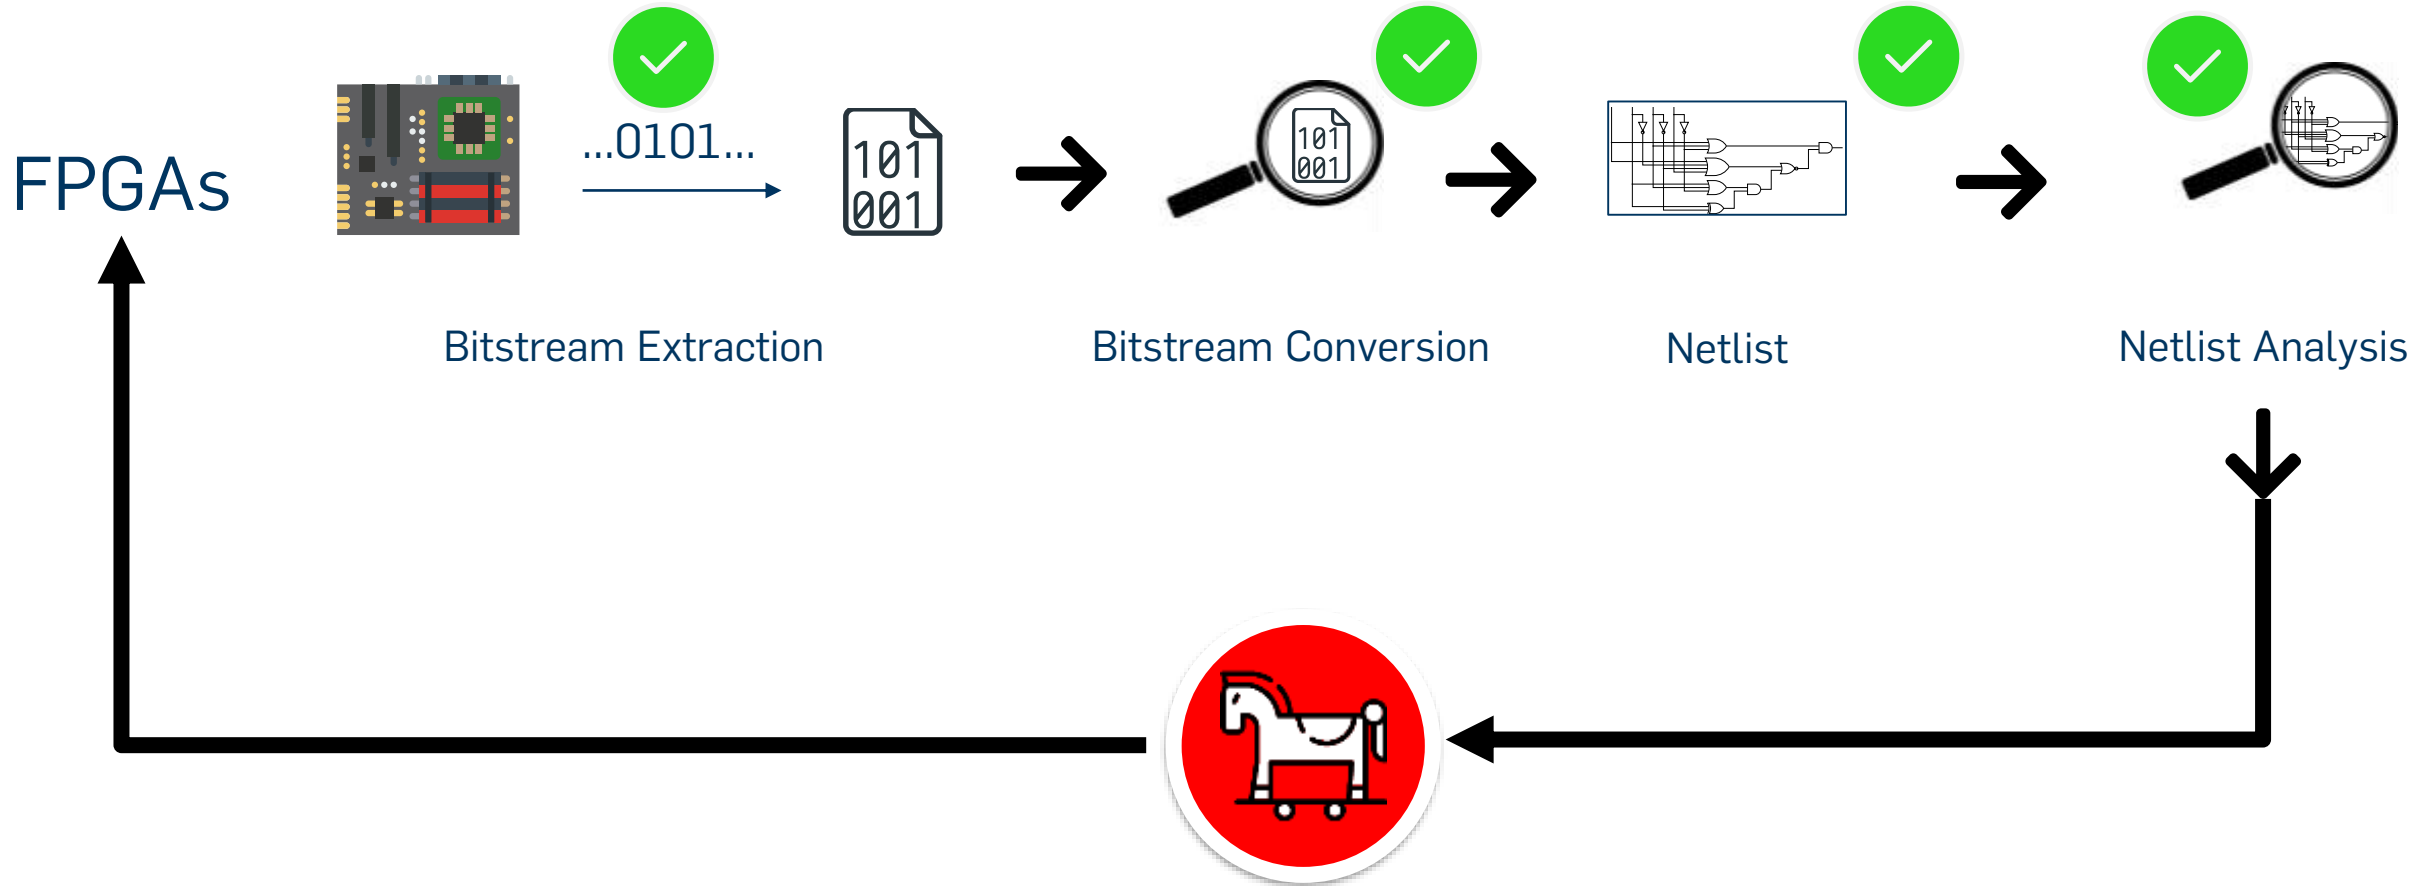 FPGAs
...0101...
101
001
101
001
Bitstream Extraction
Bitstream Conversion
Netlist
Netlist Analysis